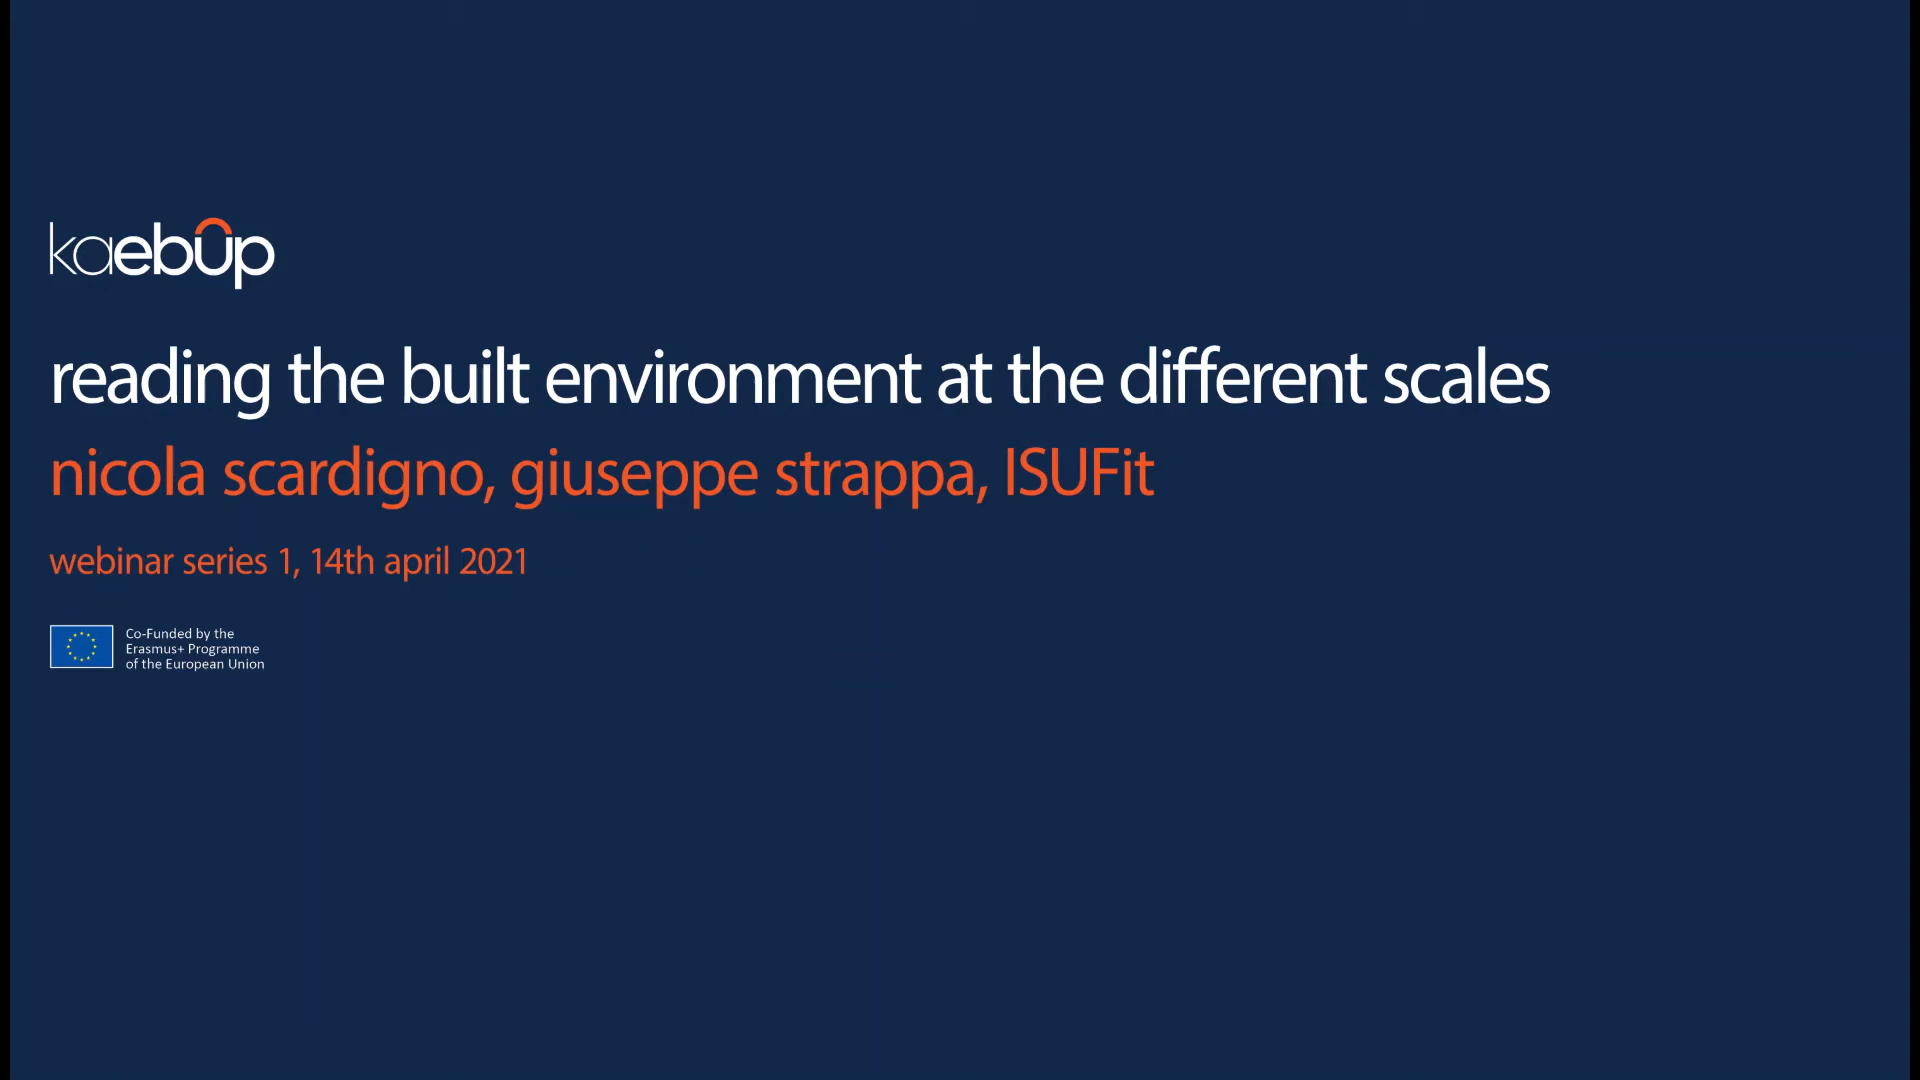 kaebup
reading the built environment at the different scales
nicola scardigno, giuseppe strappa, ISUFit
webinar series 1, 14th april 2021
Co-Funded by the
Erasmus+ Programme
of the European Union